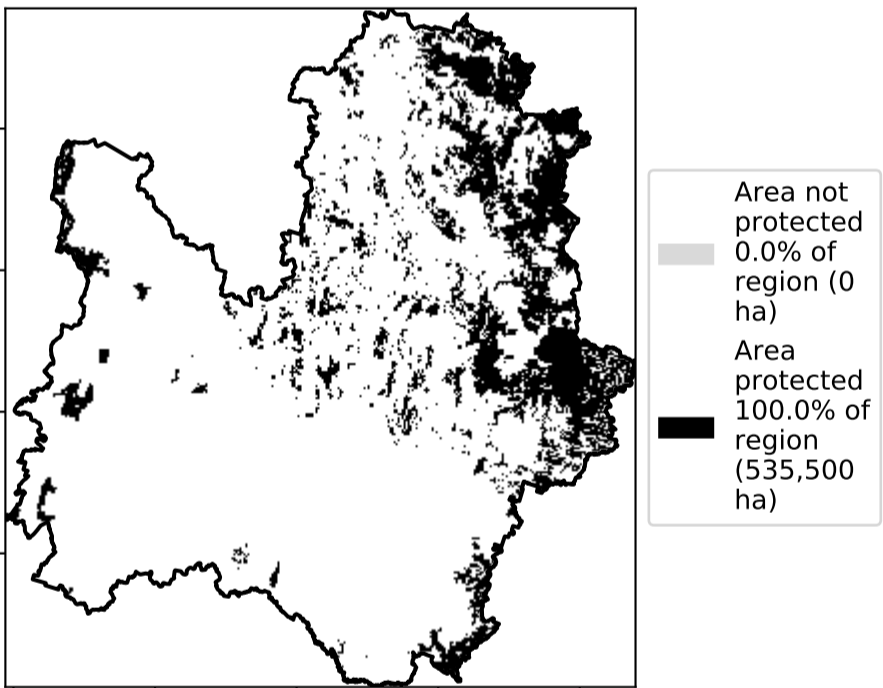 Area not
protected
0.0% of
region (0
ha)
Area
protected
100.0% of
region
(535,500
ha)